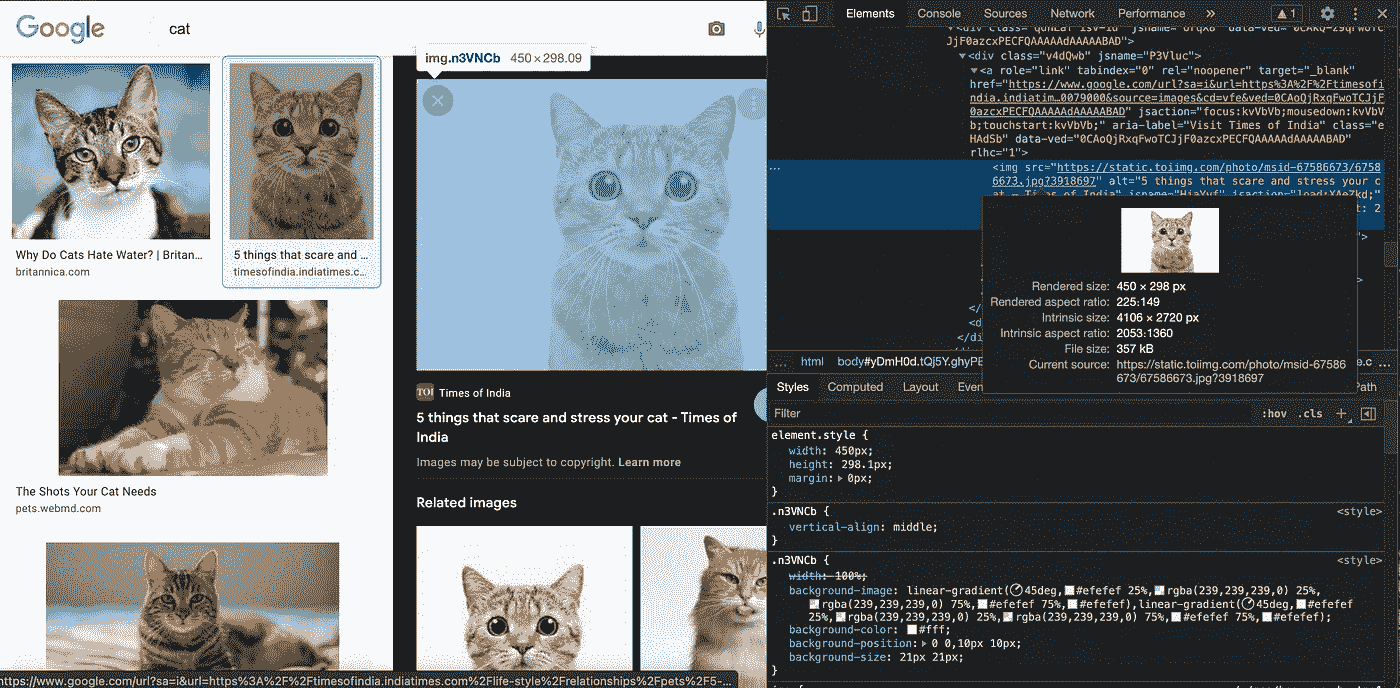 Google
cat
img.n3VNCb 450 × 298.09
Why Do Cats Hate Water? | Britan...
britannica.com
5 things that scare and ...
timesofindia.indiatimes.c...
The Shots Your Cat Needs
pets.webmd.com
TOI Times of India
5 things that scare and stress your cat - Times of
India
Images may be subject to copyright. Learn more
Related images
https://www.google.com/url?sa=i&url=https%3A%2F%2Ftimesofindia.indiatimes.com%2Flife-style%2Frelationships%2Fpets%2F5-...
Elements Console Sources Network Performance » 1
JjF0azcxPECFQAAAAAdAAAAABAD">
<div class="v4dQwb" jsname="P3Vluc">
<a role="link" tabindex="0" rel="noopener" target="_blank"
href="https://www.google.com/url?sa=i&url=https%3A%2F%2Ftimesof
india.indiatim…0079000&source=images&cd=vfe&ved=0CAoQjRxqFwoTCJjF
0azcxPECFQAAAAAdAAAAABAD" jsaction="focus:kvVbVb;mousedown:kvVbV
b;touchstart:kvVbVb;" aria-label="Visit Times of India" class="e
HAdSb" data-ved="0CAoQjRxqFwoTCJjF0azcxPECFQAAAAAdAAAAABAD"
rlhc="1">
<img src="https://static.toiimg.com/photo/msid-67586673/6758
6673.jpg?3918697" alt="5 things that scare and stress your c
at - Times of India" jsname="HiaYvf" jsaction="load:XAeZkd;"
t: 2
">
Rendered size: 450 × 298 px
Rendered aspect ratio: 225:149
Intrinsic size: 4106 × 2720 px
Intrinsic aspect ratio: 2053:1360
File size: 357 kB
Current source: https://static.toiimg.com/photo/msid-67586
673/67586673.jpg?3918697
</
<d
</di
... html body#yDmH0d.tQj5Y.ghyPE e.c ...
Styles Computed Layout Even Path
Filter :hov .cls +
element.style {
width: 450px;
height: 298.1px;
margin: 0px;
}
.n3VNCb { <style>
vertical-align: middle;
}
.n3VNCb { <style>
width: 100%;
background-image: linear-gradient(45deg,#efefef 25%,rgba(239,239,239,0) 25%,
rgba(239,239,239,0) 75%,#efefef 75%,#efefef),linear-gradient(45deg,#efefef
25%,rgba(239,239,239,0) 25%,rgba(239,239,239,0) 75%,#efefef 75%,#efefef);
background-color: #fff;
background-position: 0 0,10px 10px;
background-size: 21px 21px;
}